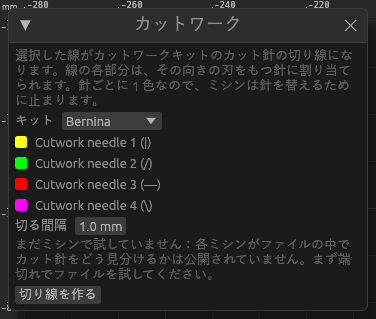 mm
-260
-240
-220
▼ カットワーク ×
選択した線がカットワークキットのカット針の切り線にな
ります。線の各部分は、その向きの刃をもつ針に割り当て
られます。針ごとに 1 色なので、ミシンは針を替えるため
に止まります。
キット Bernina ▼
Cutwork needle 1 (|)
Cutwork needle 2 (/)
Cutwork needle 3 (—)
Cutwork needle 4 (\)
切る間隔 1.0 mm
まだミシンで試していません：各ミシンがファイルの中で
カット針をどう見分けるかは公開されていません。まず端
切れでファイルを試してください。
切り線を作る